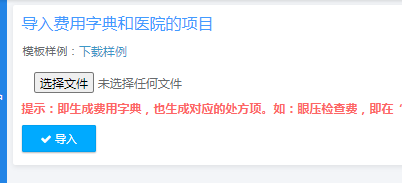 导入费用字典和医院的项目
模板样例：下载样例
选择文件 未选择任何文件
提示：即生成费用字典，也生成对应的处方项。如：眼压检查费，即在
导入